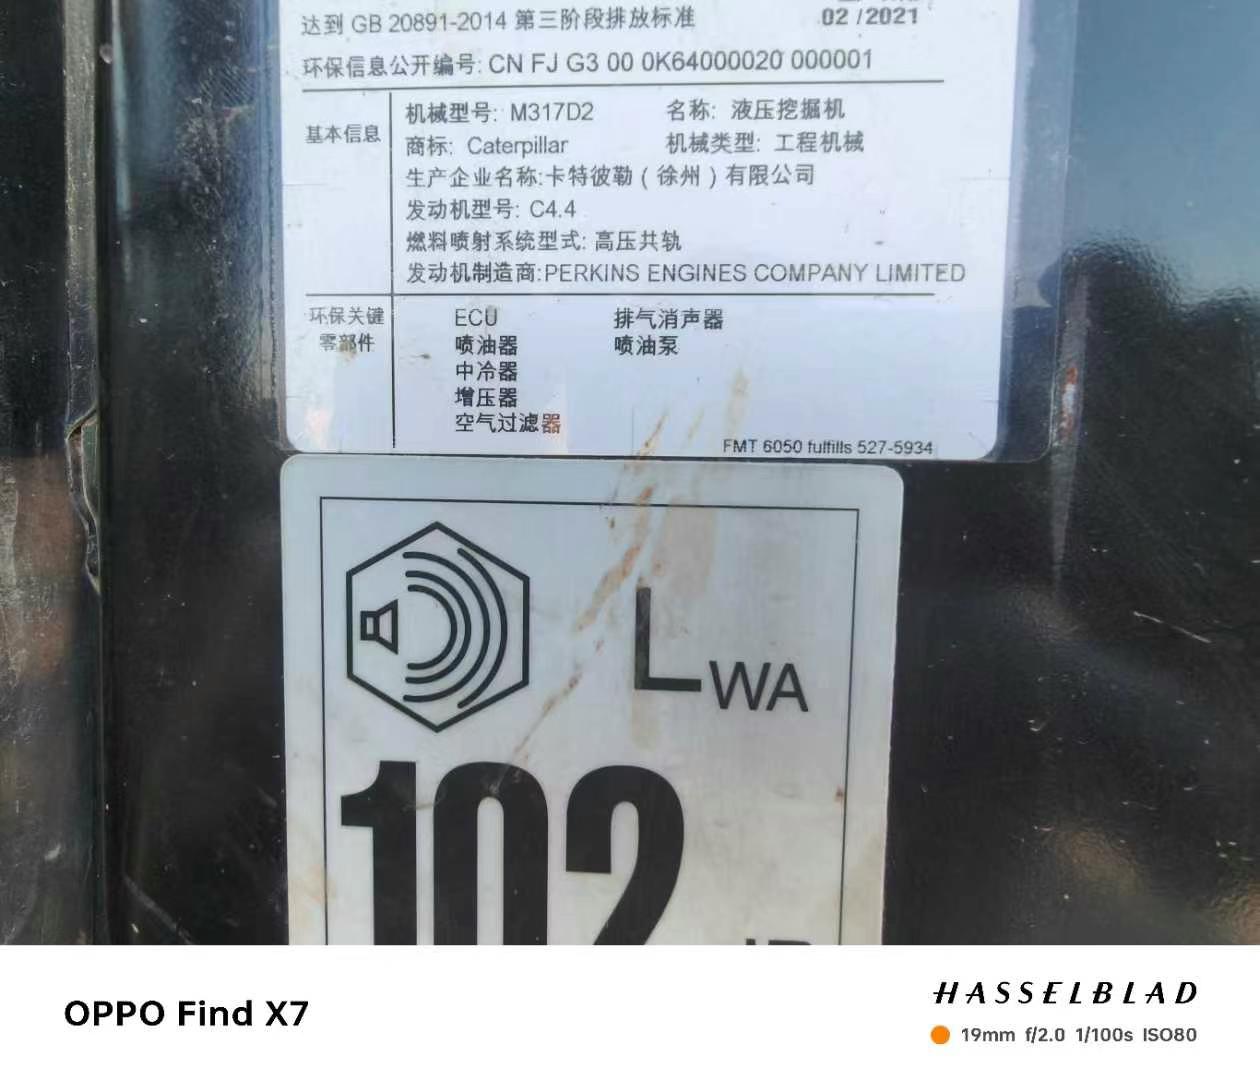 达到 GB 20891-2014 第三阶段排放标准
02 /2021
环保信息公开编号: CN FJ G3 00 0K64000020 000001
基本信息
机械型号: M317D2 名称: 液压挖掘机
商标: Caterpillar 机械类型: 工程机械
生产企业名称:卡特彼勒 ( 徐州 ) 有限公司
发动机型号: C4.4
燃料喷射系统型式: 高压共轨
发动机制造商:PERKINS ENGINES COMPANY LIMITED
环保关键
零部件
ECU 排气消声器
喷油器 喷油泵
中冷器
增压器
空气过滤器
FMT 6050 fulfills 527-5934
LWA
102
OPPO Find X7
HASSELBLAD
19mm f/2.0 1/100s ISO80